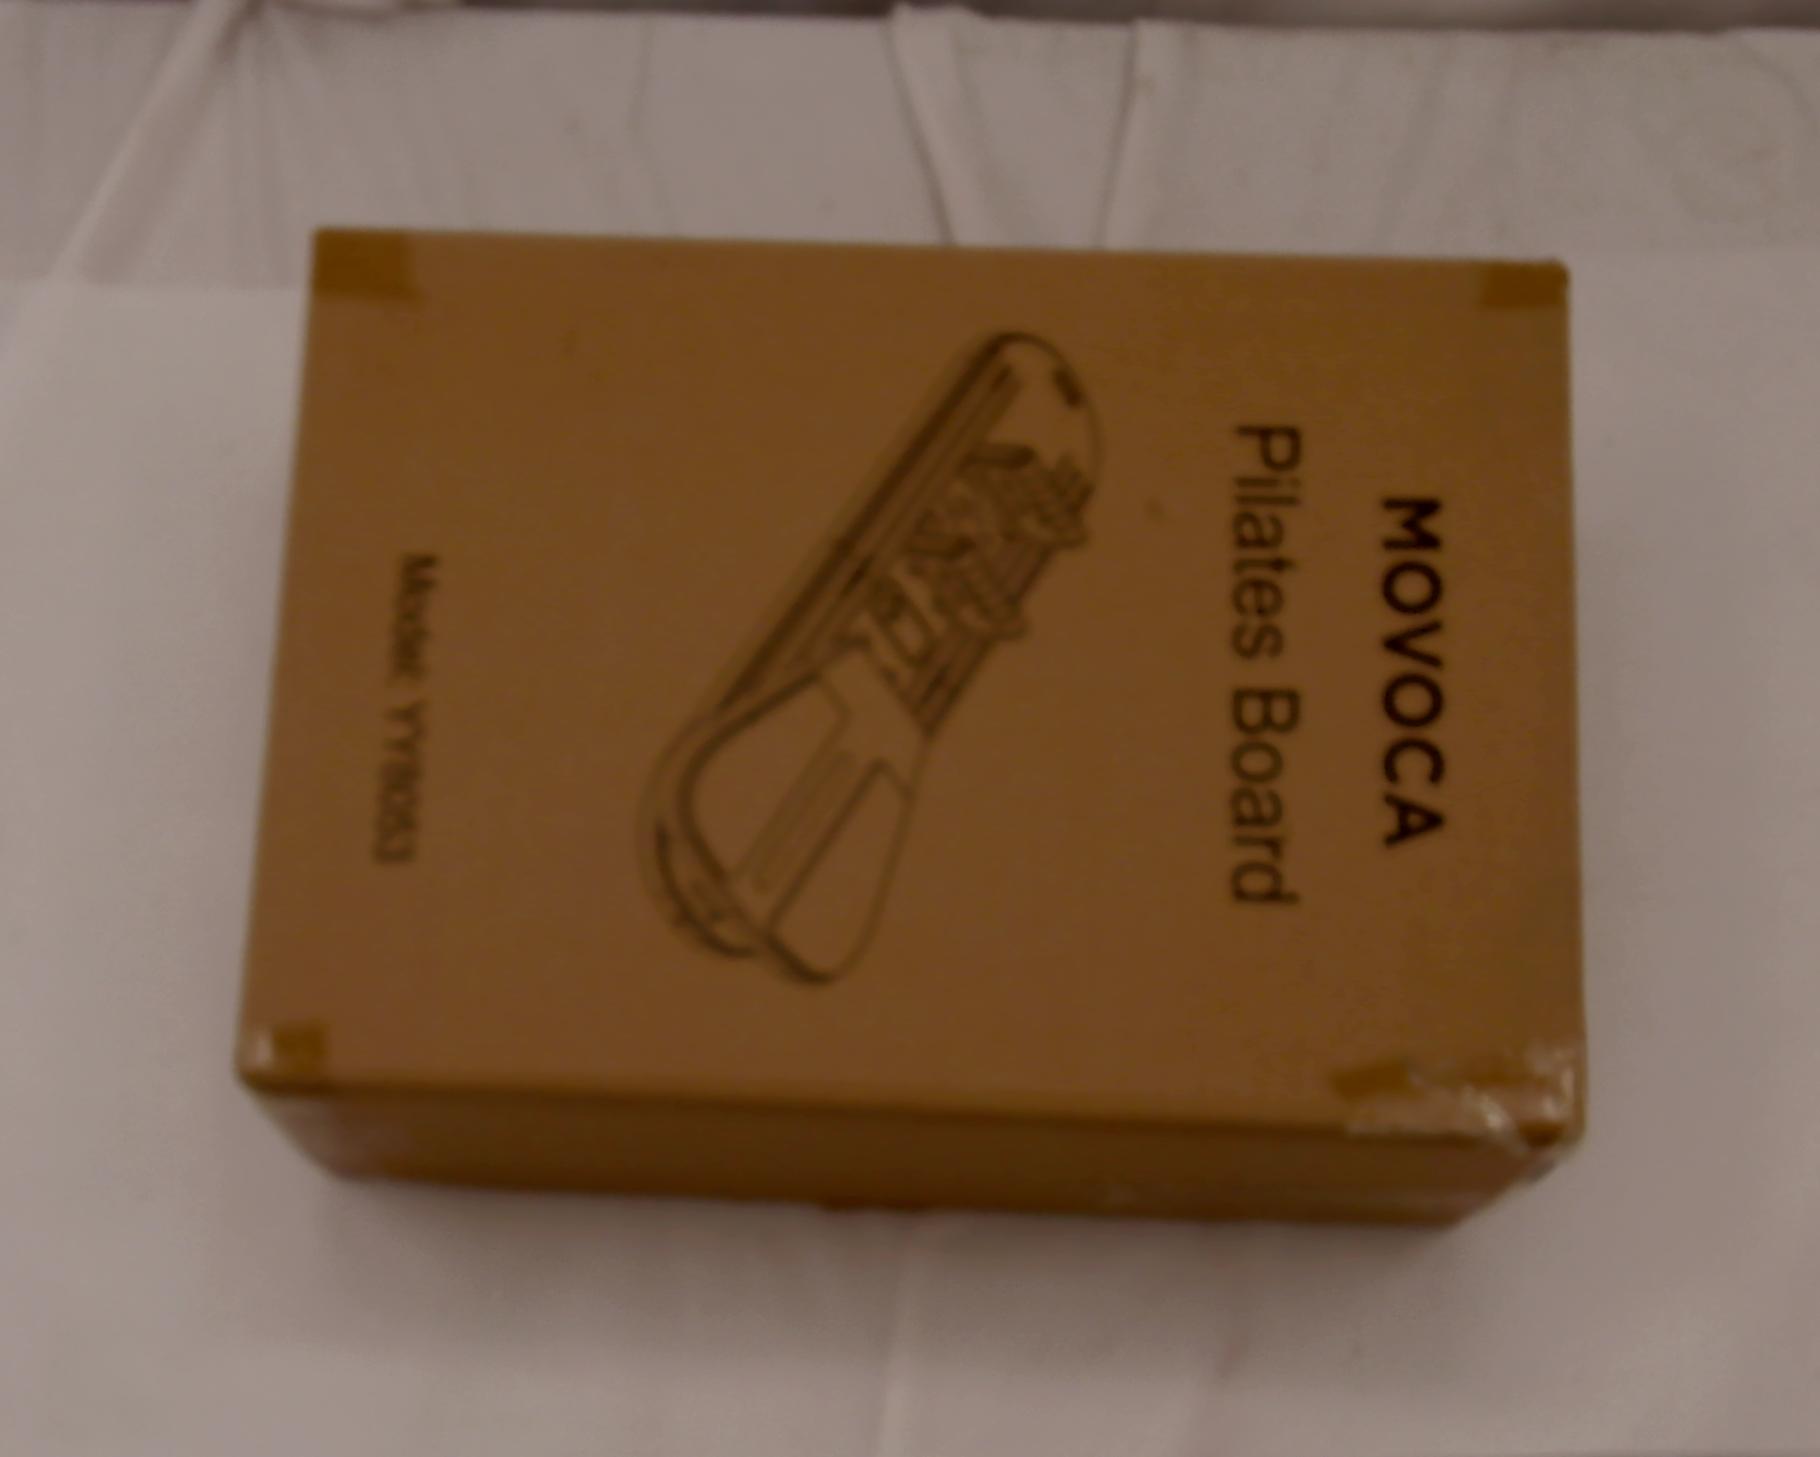 MOVOCA
Pilates Board
Model: